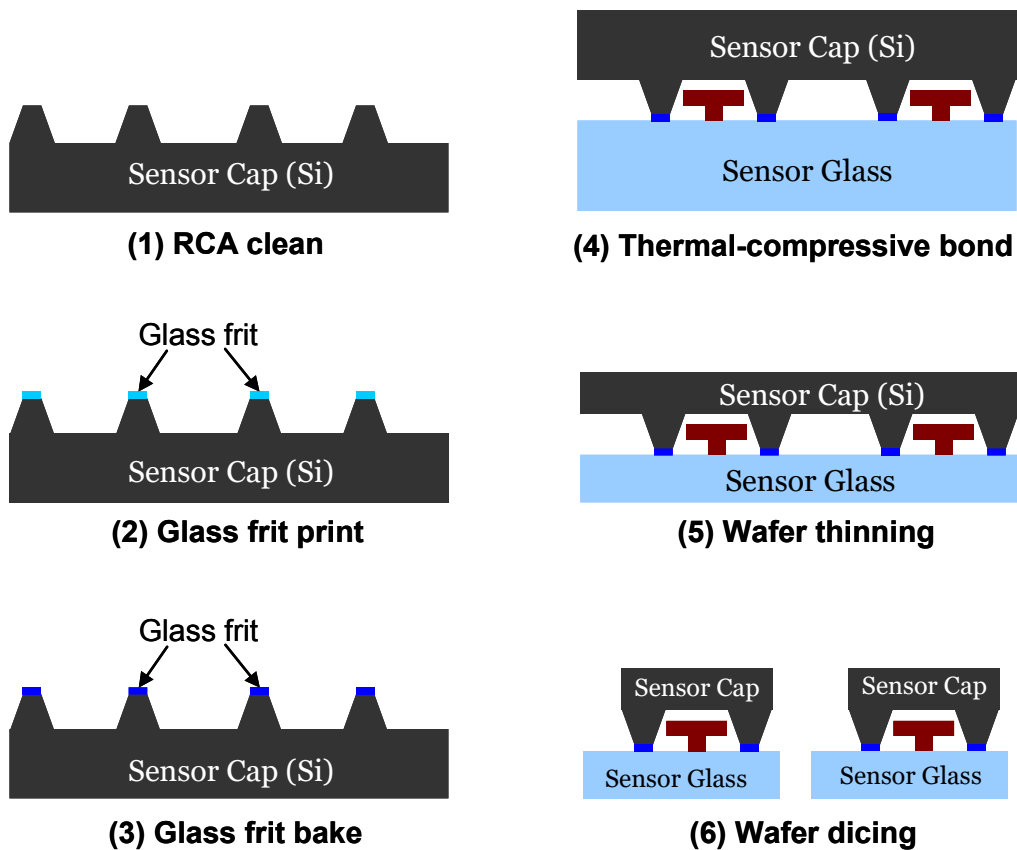 Sensor Cap (Si)
(1) RCA clean
Glass frit
Sensor Cap (Si)
(2) Glass frit print
Glass frit
Sensor Cap (Si)
(3) Glass frit bake
Sensor Cap (Si)
Sensor Glass
(4) Thermal-compressive bond
Sensor Cap (Si)
Sensor Glass
(5) Wafer thinning
Sensor Cap
Sensor Cap
Sensor Glass
Sensor Glass
(6) Wafer dicing